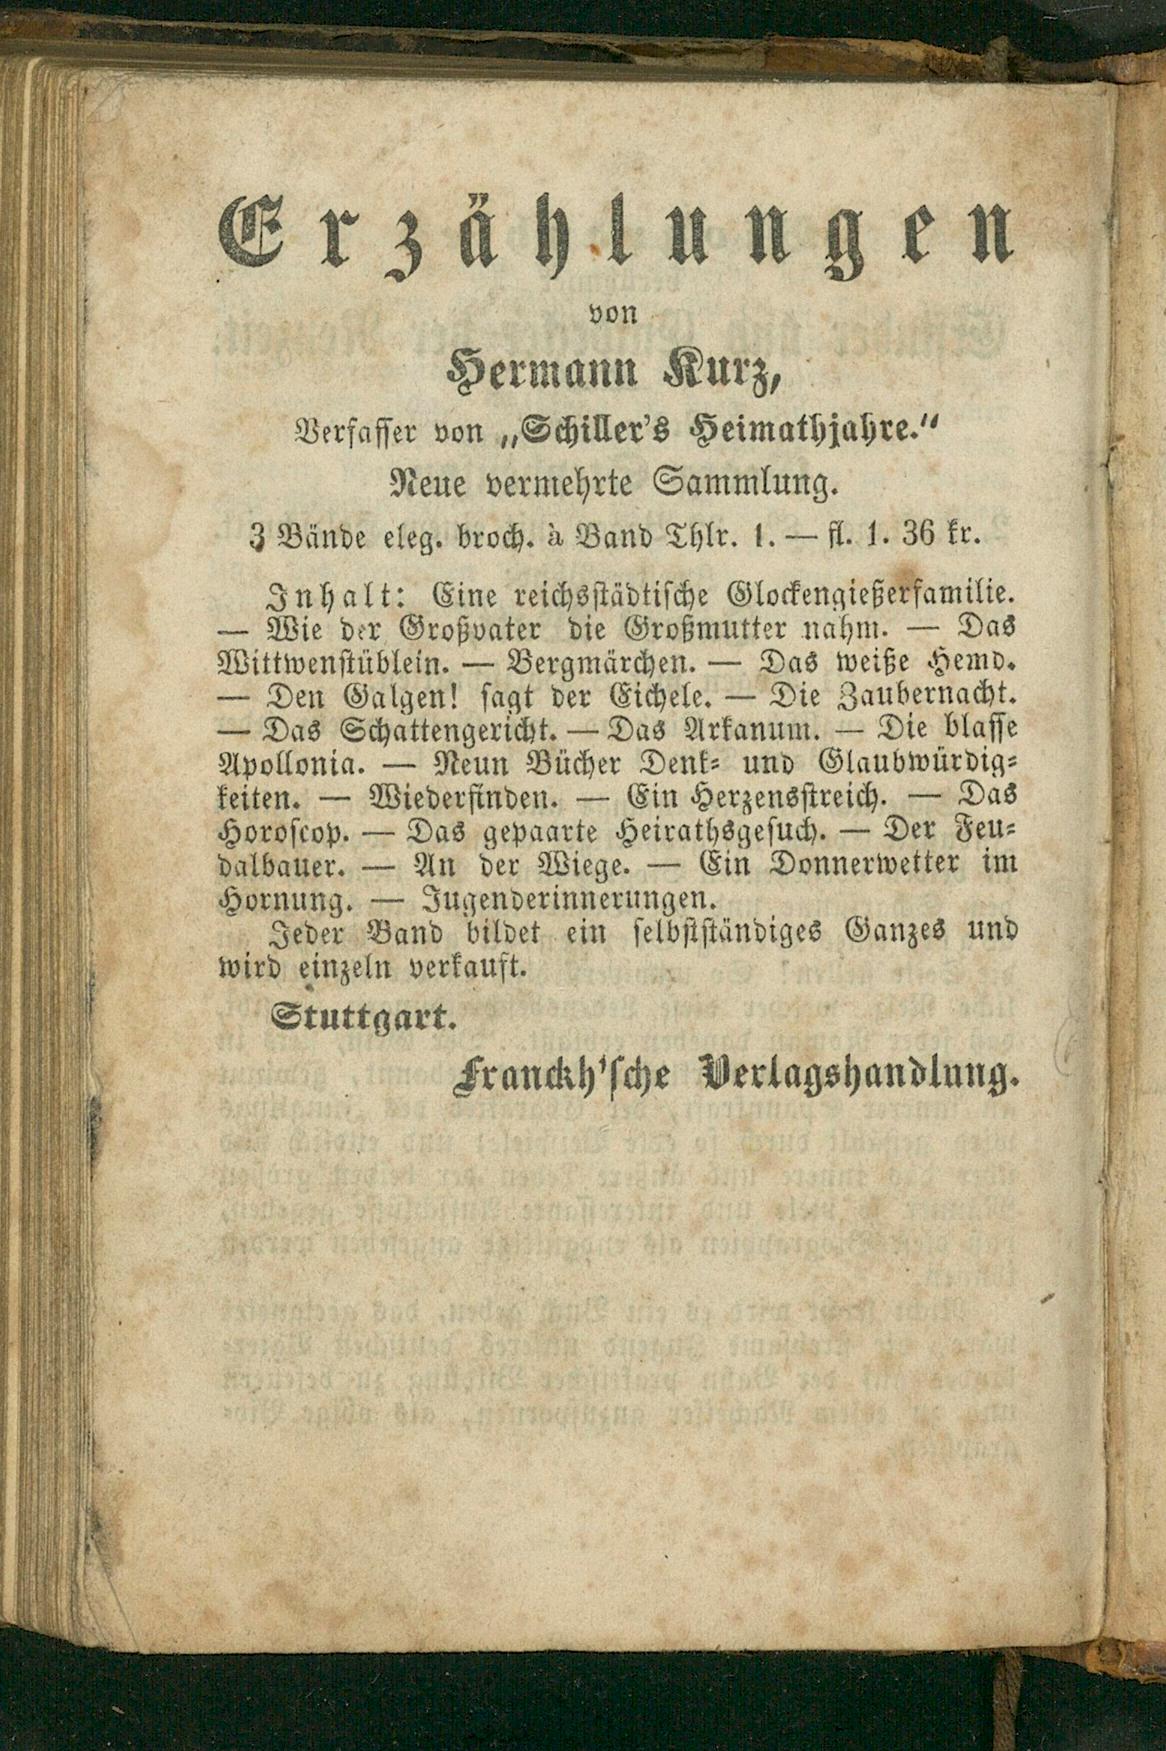 Erzählungen
von
Hermann Kurz,
Verfasser von „Schiller's Heimathjahre.“
Neue vermehrte Sammlung.
3 Bände eleg. broch. à Band Thlr. 1. — fl. 1. 36 kr.
Inhalt: Eine reichsstädtische Glockengießerfamilie.
— Wie der Großvater die Großmutter nahm. — Das
Wittwenstüblein. — Bergmärchen. — Das weiße Hemd.
— Den Galgen! sagt der Eichele. — Die Zaubernacht.
— Das Schattengericht. — Das Arkanum. — Die blasse
Apollonia. — Neun Bücher Denk- und Glaubwürdig-
keiten. — Wiederfinden. — Ein Herzensstreich. — Das
Horoscop. — Das gepaarte Heirathsgesuch. — Der Feu-
dalbauer. — An der Wiege. — Ein Donnerwetter im
Hornung. — Jugenderinnerungen.
Jeder Band bildet ein selbstständiges Ganzes und
wird einzeln verkauft.
Stuttgart.
Franckh'sche Verlagshandlung.